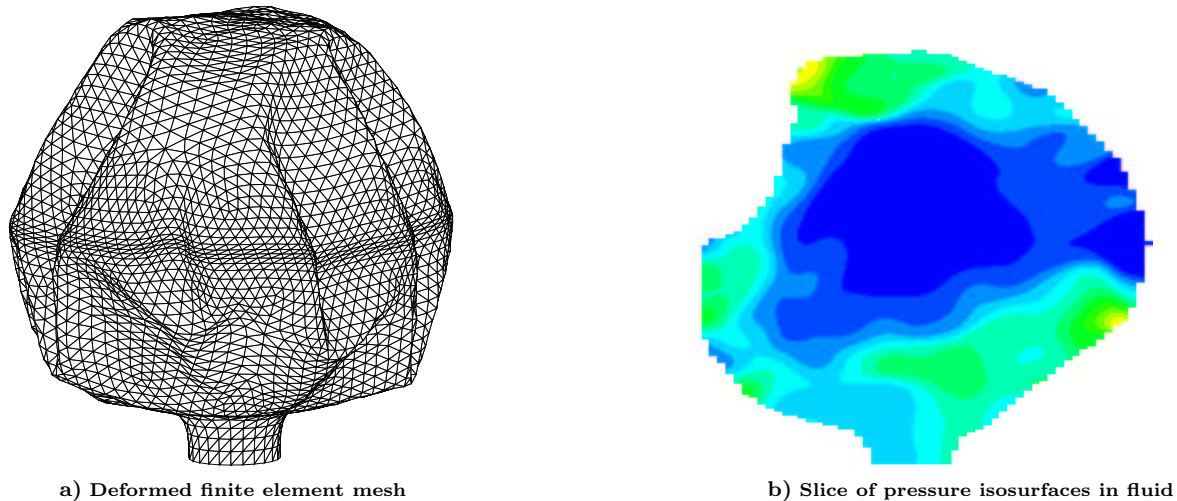 a) Deformed finite element mesh
b) Slice of pressure isosurfaces in fluid